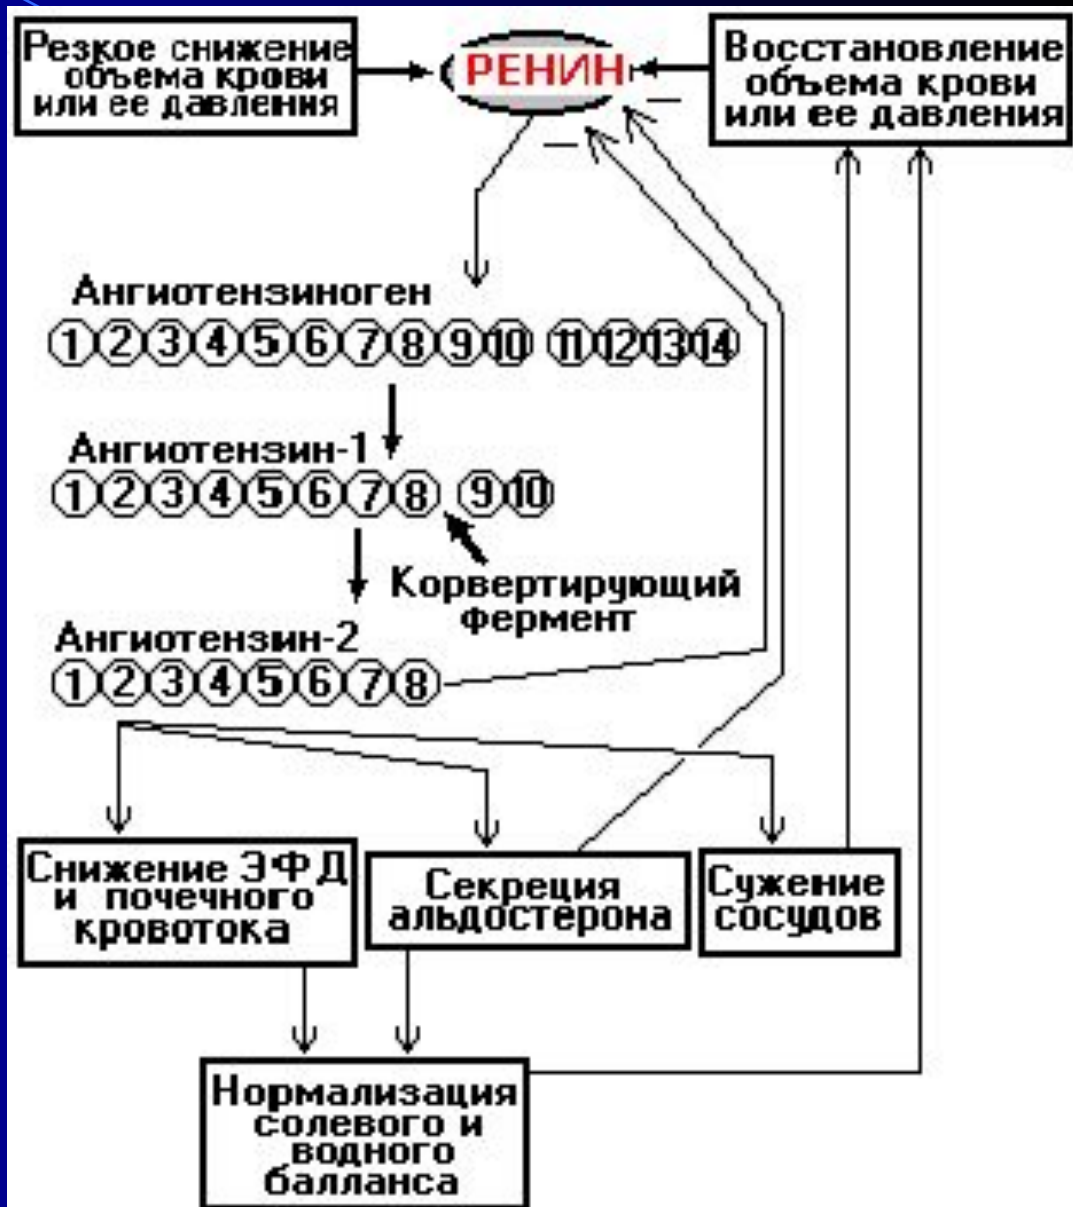 Резкое снижение
объема крови
или ее давления
РЕНИН
Восстановление
объема крови
или ее давления
—
—
Ангиотензиноген
1 2 3 4 5 6 7 8 9 10 11 12 13 14
Ангиотензин-1
1 2 3 4 5 6 7 8 9 10
Корвертирующий
фермент
Ангиотензин-2
1 2 3 4 5 6 7 8
Снижение ЭФД
и почечного
кровотока
Секреция
альдостерона
Сужение
сосудов
Нормализация
солевого и
водного
балланса